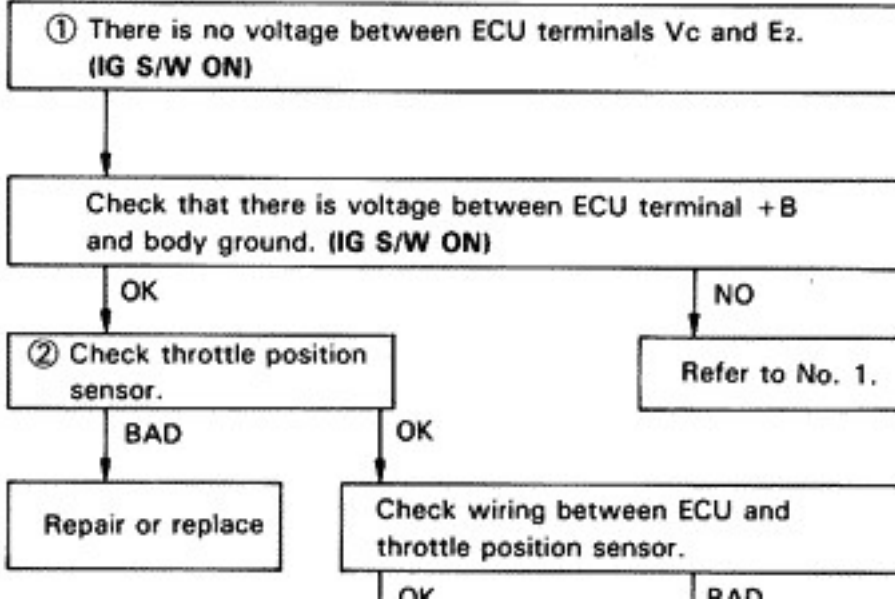 ① There is no voltage between ECU terminals Vc and E₂.
(IG S/W ON)
Check that there is voltage between ECU terminal +B
and body ground. (IG S/W ON)
OK
NO
② Check throttle position
sensor.
Refer to No. 1.
BAD
OK
Repair or replace
Check wiring between ECU and
throttle position sensor.
OK
BAD